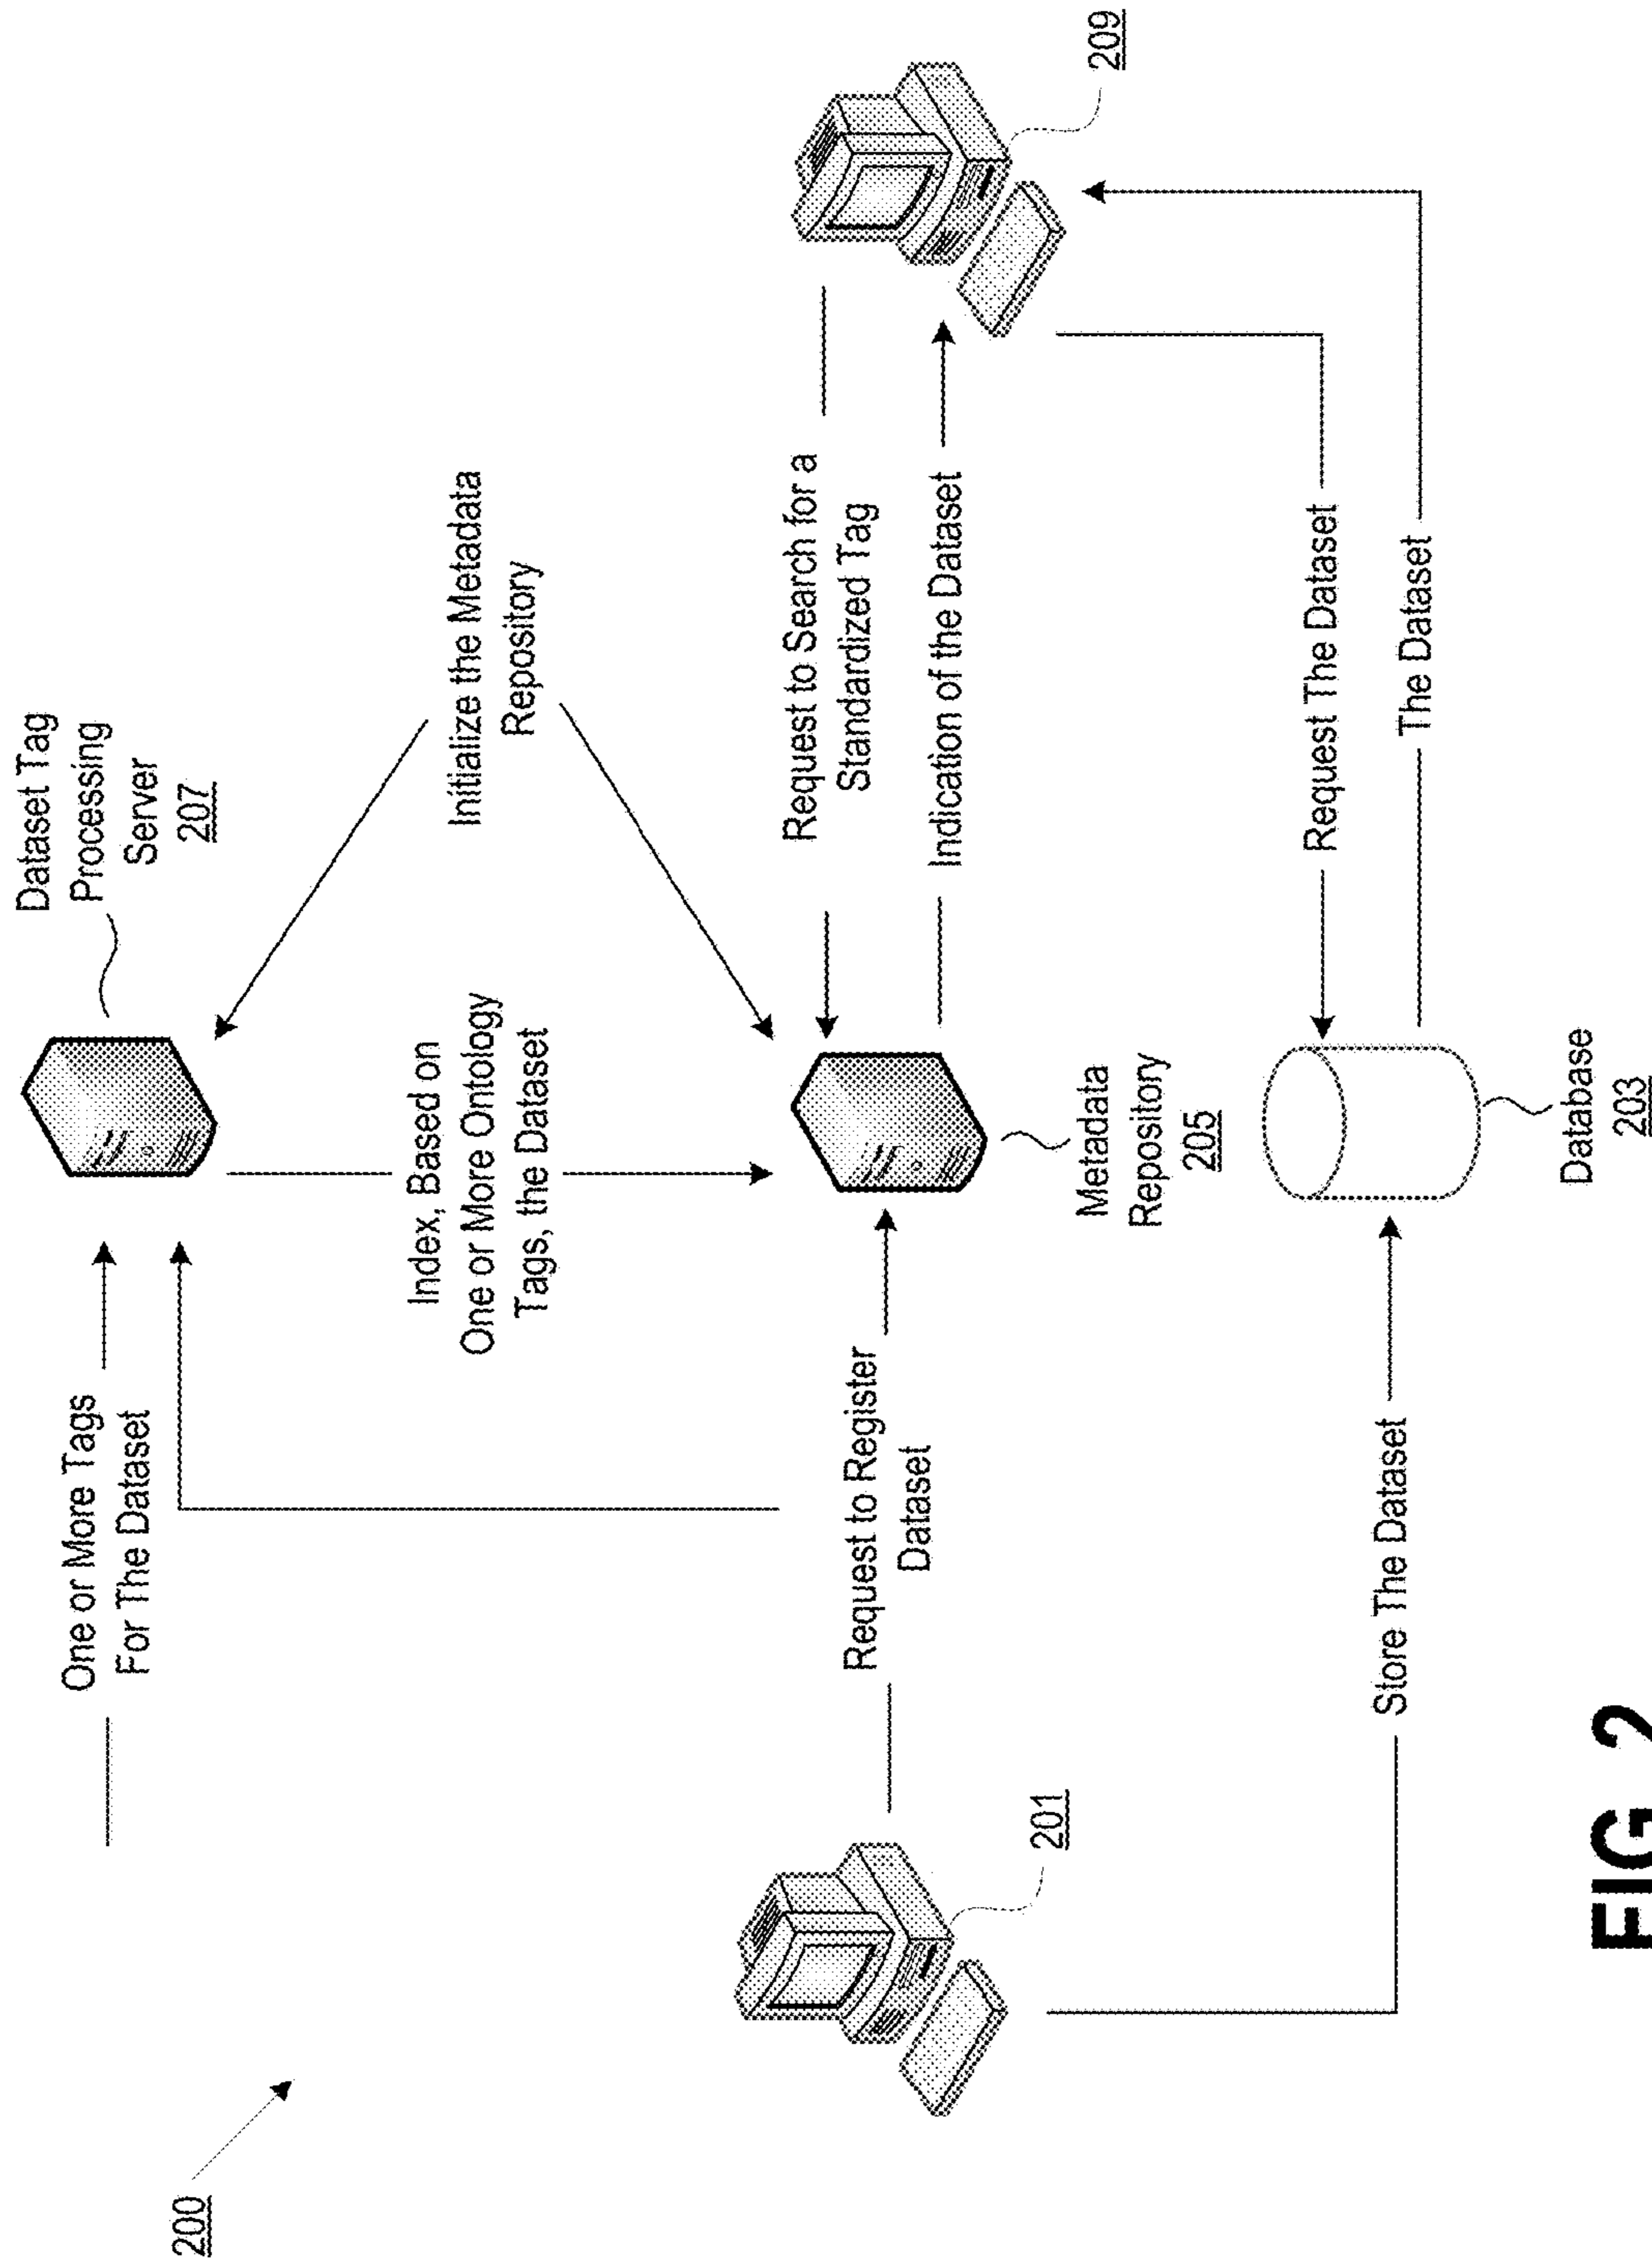 200
One or More Tags
For The Dataset
Dataset Tag
Processing
Server
207
Index, Based on
One or More Ontology
Tags, the Dataset
Initialize the Metadata
Repository
201
Request to Register
Dataset
Metadata
Repository
205
Request to Search for a
Standardized Tag
Indication of the Dataset
209
Store The Dataset
Database
203
Request The Dataset
The Dataset
FIG. 2